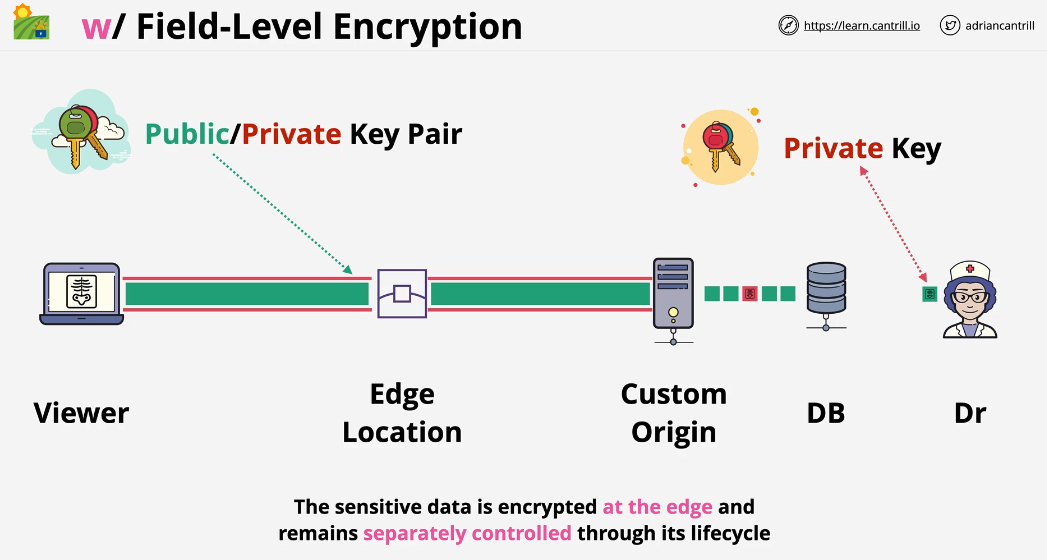 w/ Field-Level Encryption
https://learn.cantrill.io
adriancantrill
Public/Private Key Pair
Private Key
Viewer
Edge
Location
Custom
Origin
DB
Dr
The sensitive data is encrypted at the edge and
remains separately controlled through its lifecycle